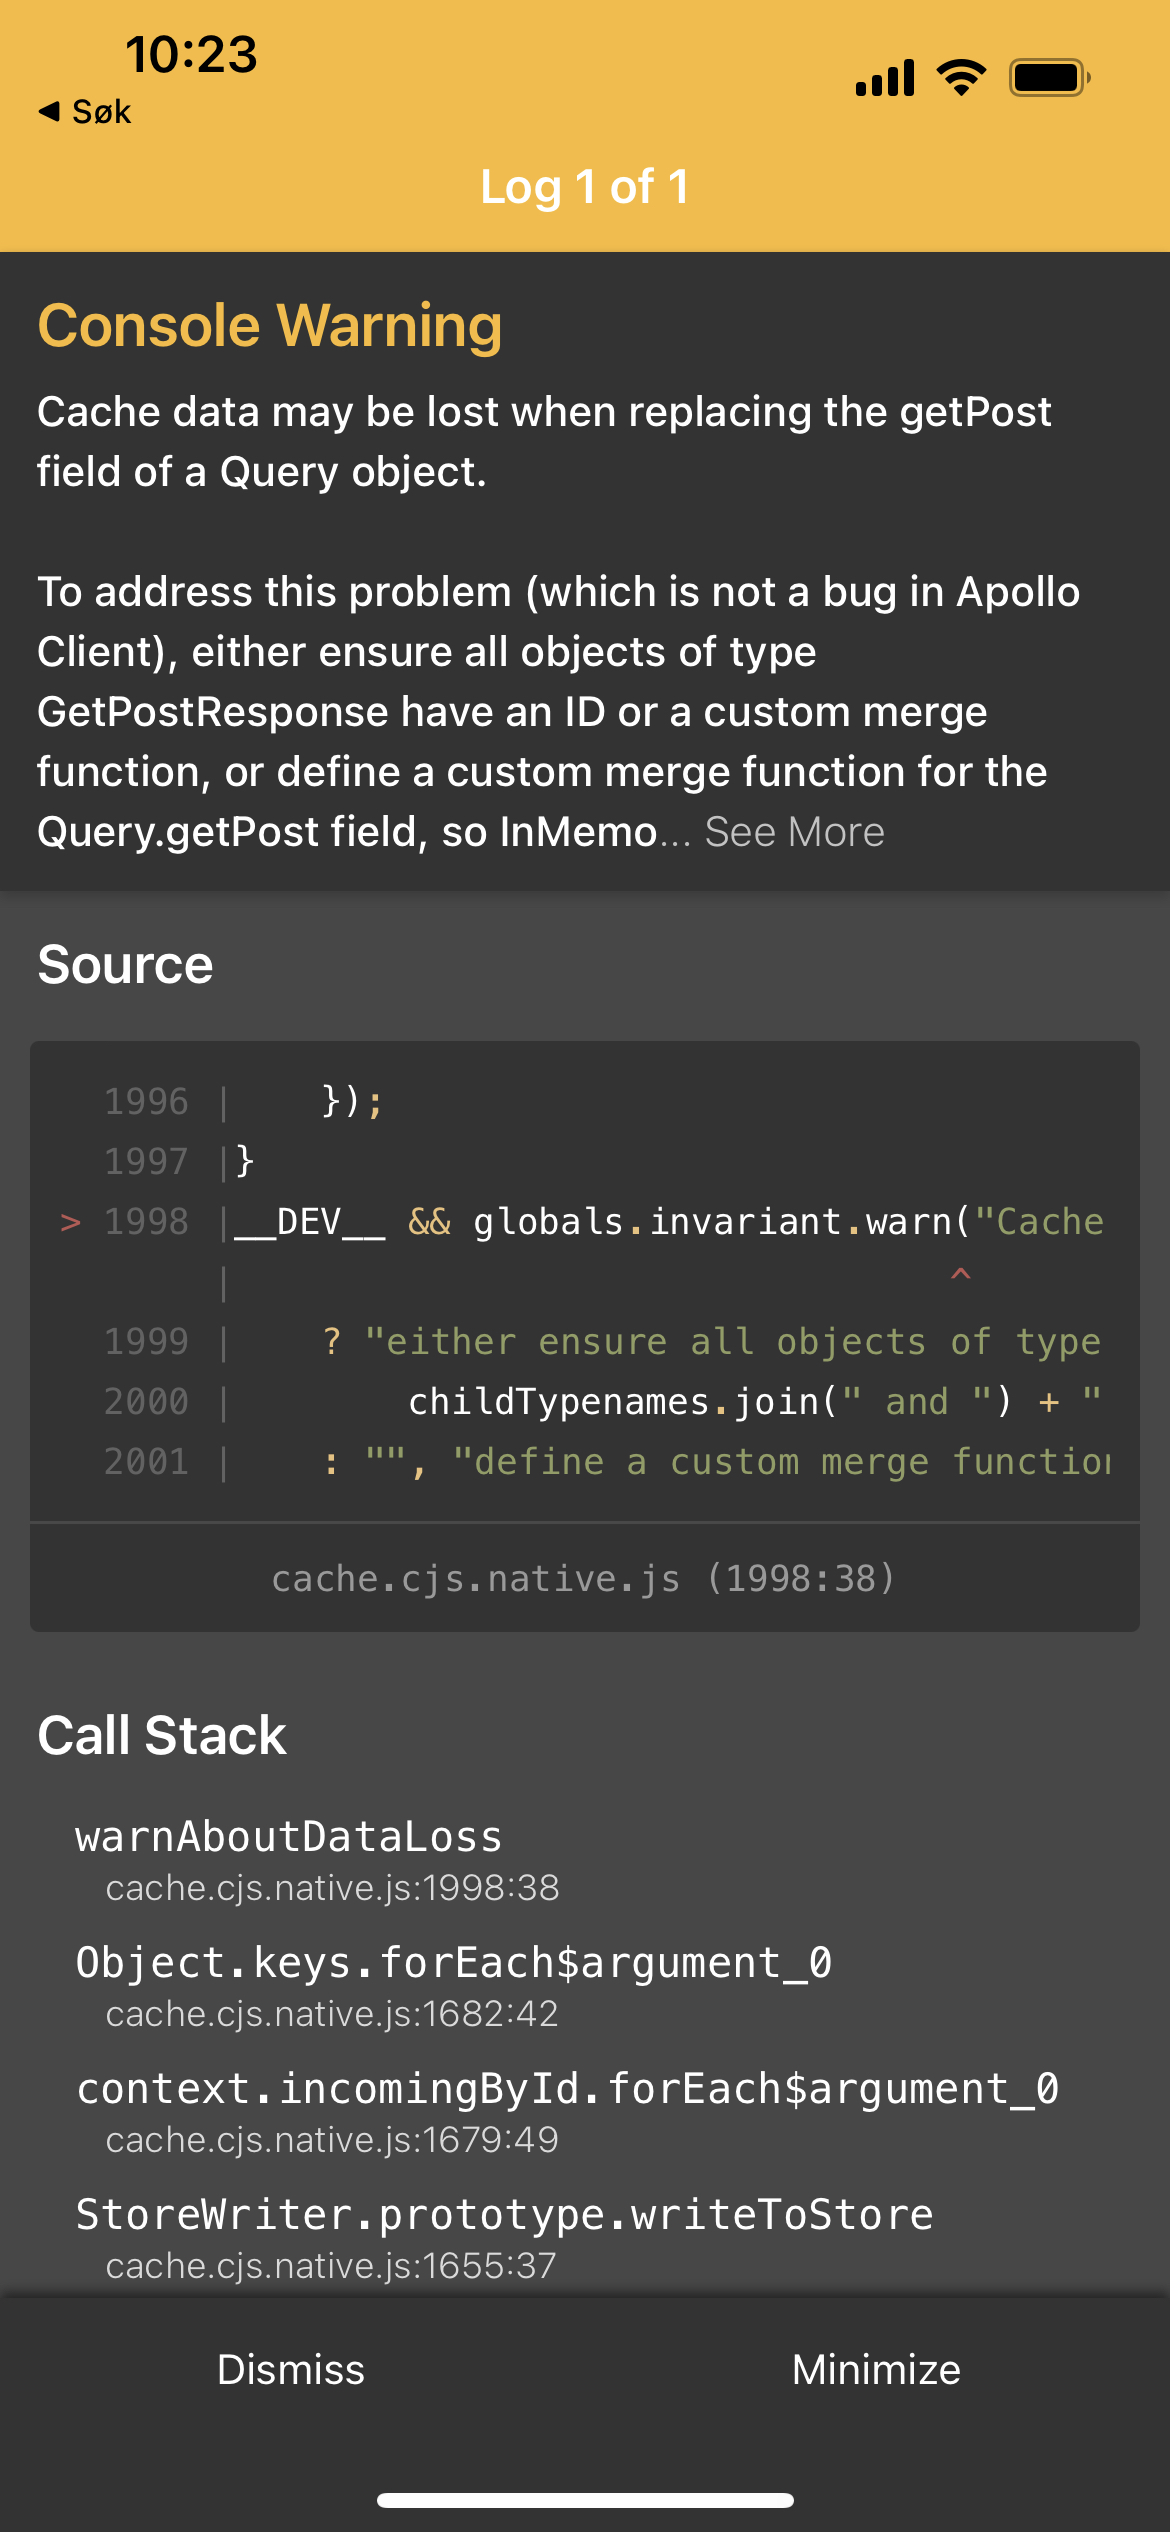 10:23
◀ Søk
Log 1 of 1
Console Warning
Cache data may be lost when replacing the getPost
field of a Query object.
To address this problem (which is not a bug in Apollo
Client), either ensure all objects of type
GetPostResponse have an ID or a custom merge
function, or define a custom merge function for the
Query.getPost field, so InMemo... See More
Source
1996 |    });
1997 |}
> 1998 |__DEV__ && globals.invariant.warn("Cache
| ^
1999 |    ? "either ensure all objects of type
2000 |        childTypenames.join(" and ") + "
2001 |    : "", "define a custom merge function
cache.cjs.native.js (1998:38)
Call Stack
warnAboutDataLoss
cache.cjs.native.js:1998:38
Object.keys.forEach$argument_0
cache.cjs.native.js:1682:42
context.incomingById.forEach$argument_0
cache.cjs.native.js:1679:49
StoreWriter.prototype.writeToStore
cache.cjs.native.js:1655:37
Dismiss Minimize